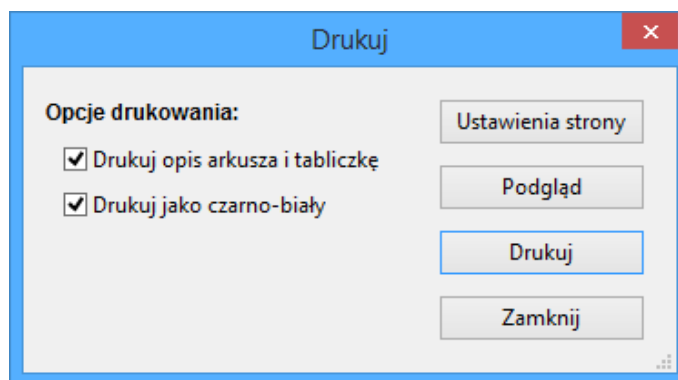 Drukuj
Opcje drukowania:
Drukuj opis arkusza i tabliczkę
Drukuj jako czarno-biały
Ustawienia strony
Podgląd
Drukuj
Zamknij